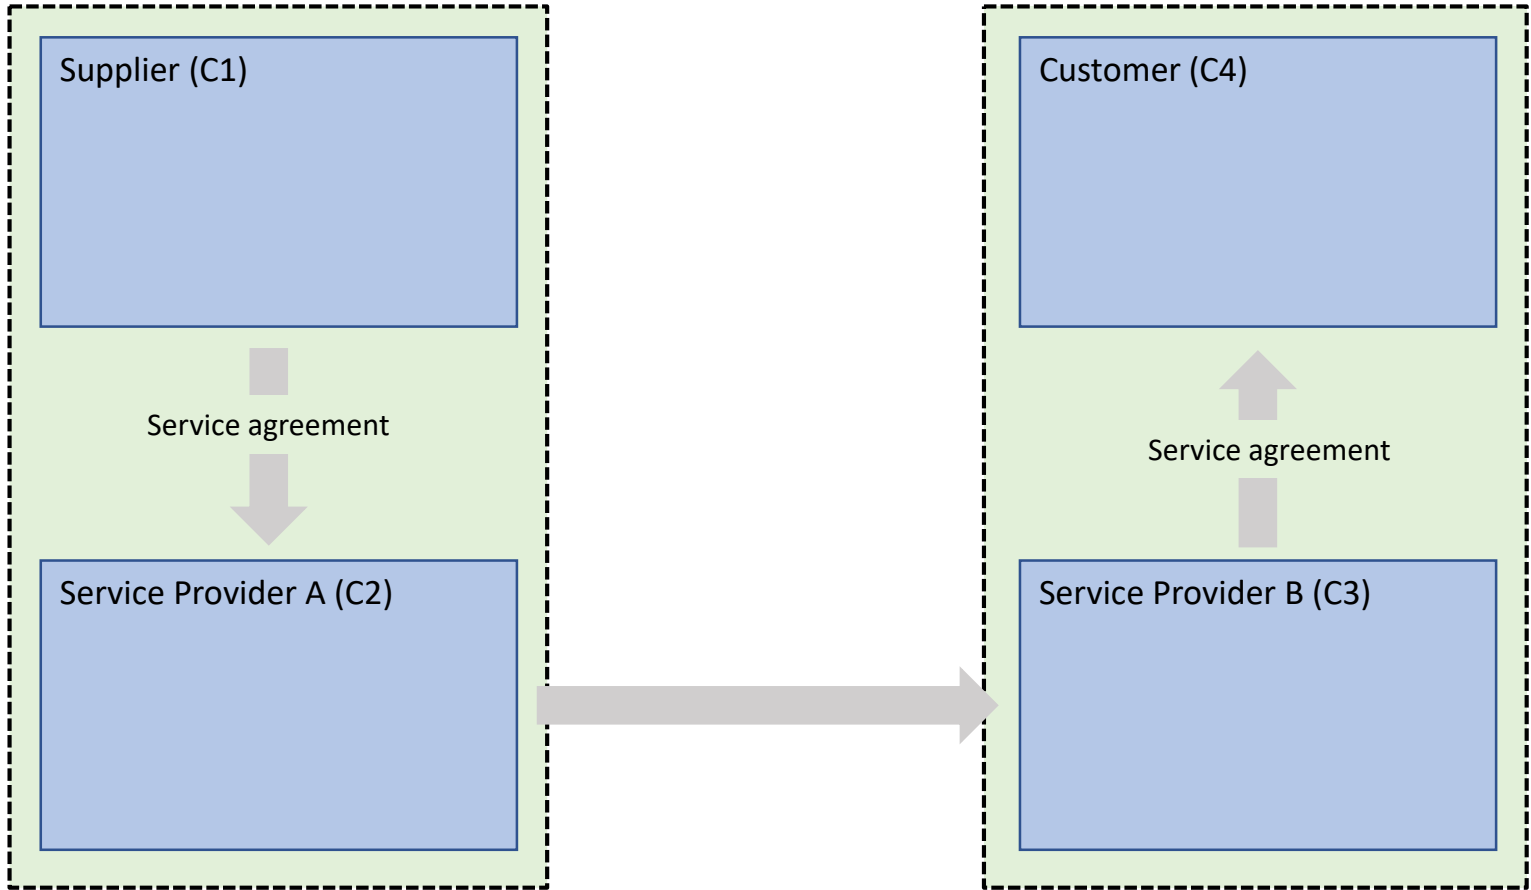 Supplier (C1)
Service agreement
Service Provider A (C2)
Customer (C4)
Service agreement
Service Provider B (C3)